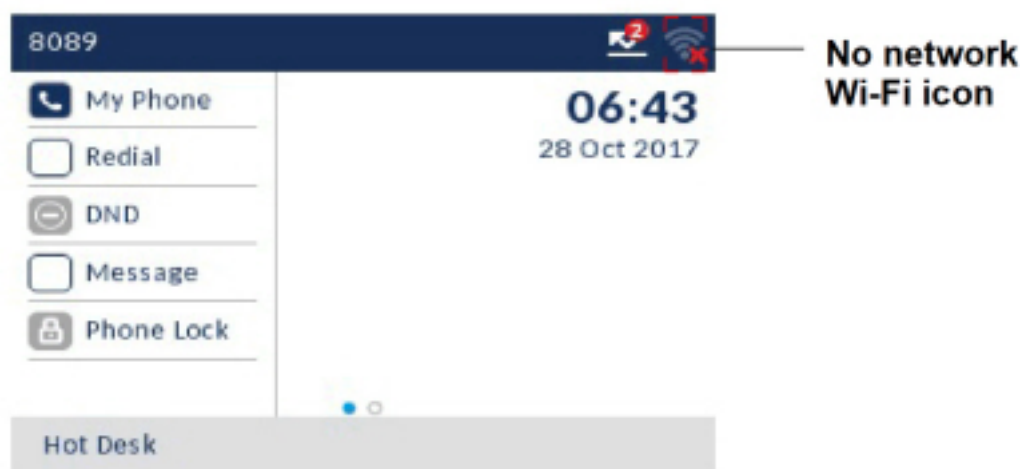 8089
2
No network
Wi-Fi icon
My Phone
06:43
Redial
28 Oct 2017
DND
Message
Phone Lock
Hot Desk